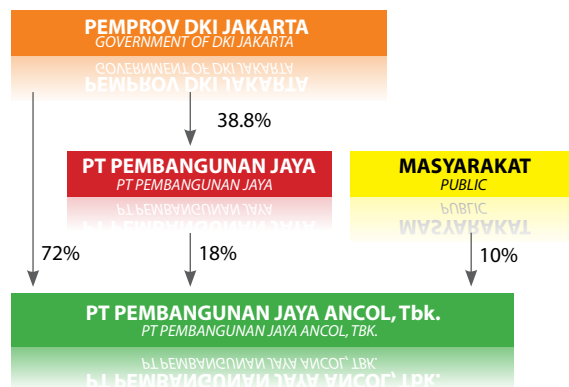 PEMPROV DKI JAKARTA
GOVERNMENT OF DKI JAKARTA
38.8%
PT PEMBANGUNAN JAYA
PT PEMBANGUNAN JAYA
MASYARAKAT
PUBLIC
72%
18%
10%
PT PEMBANGUNAN JAYA ANCOL, Tbk.
PT PEMBANGUNAN JAYA ANCOL, TBK.